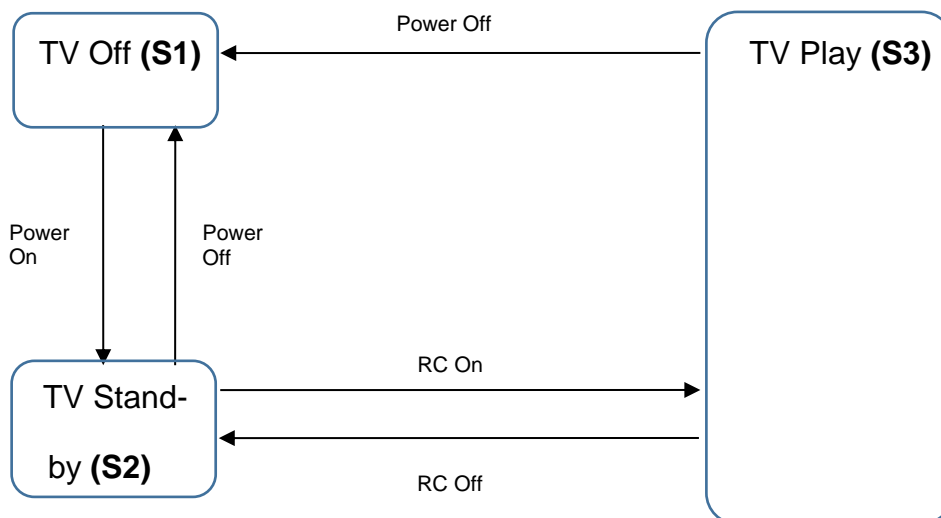 Power Off
TV Off (S1)
TV Play (S3)
Power
On
Power
Off
RC On
TV Stand-
by (S2)
RC Off